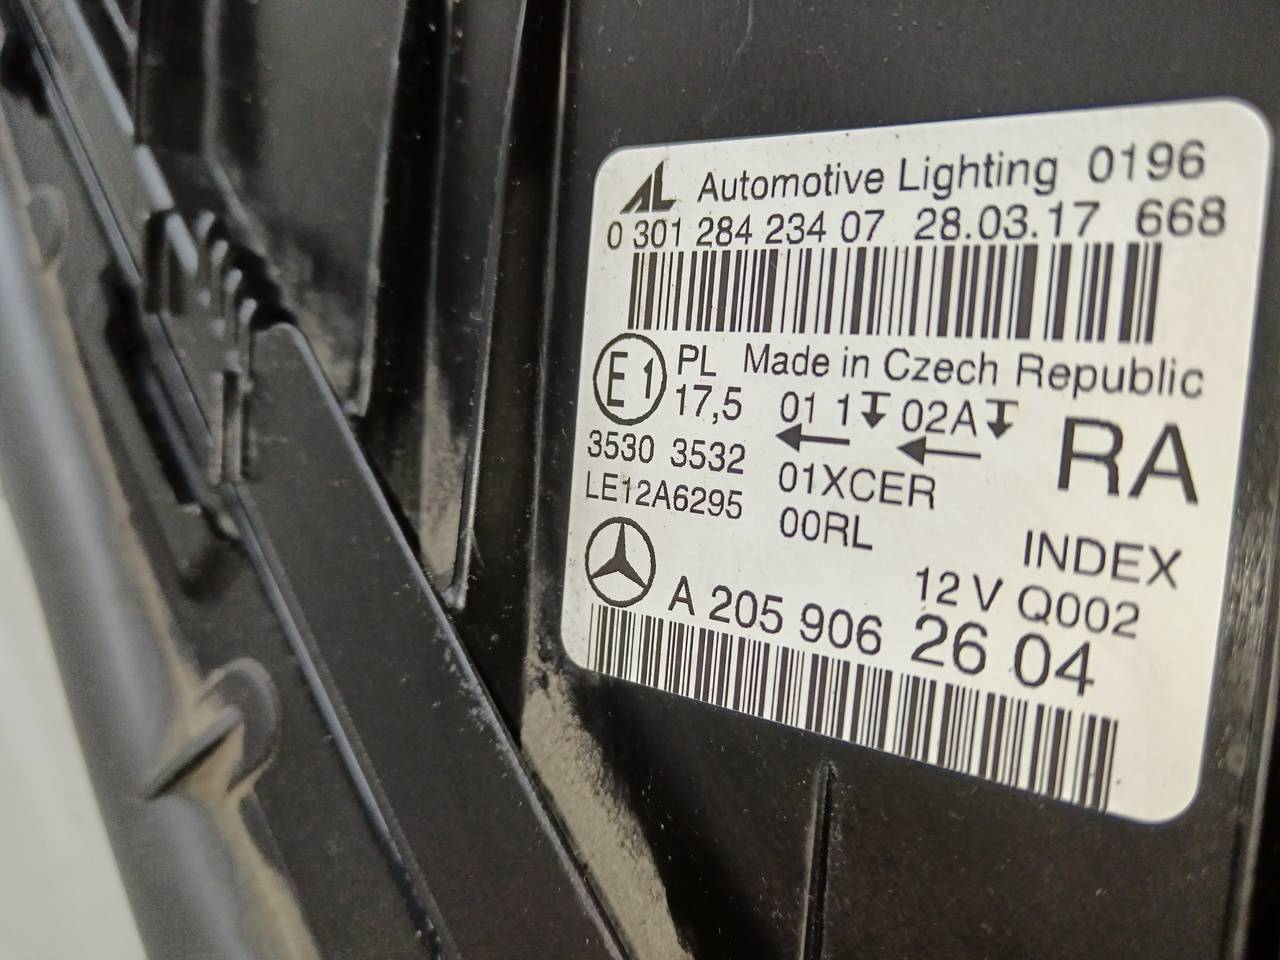 AL Automotive Lighting 0196
0 301 284 234 07 28.03.17 668
E1 PL Made in Czech Republic
17,5 01 1 02A RA
3530 3532 01XCER
LE12A6295 00RL INDEX
12 V Q002
A 205 906 26 04